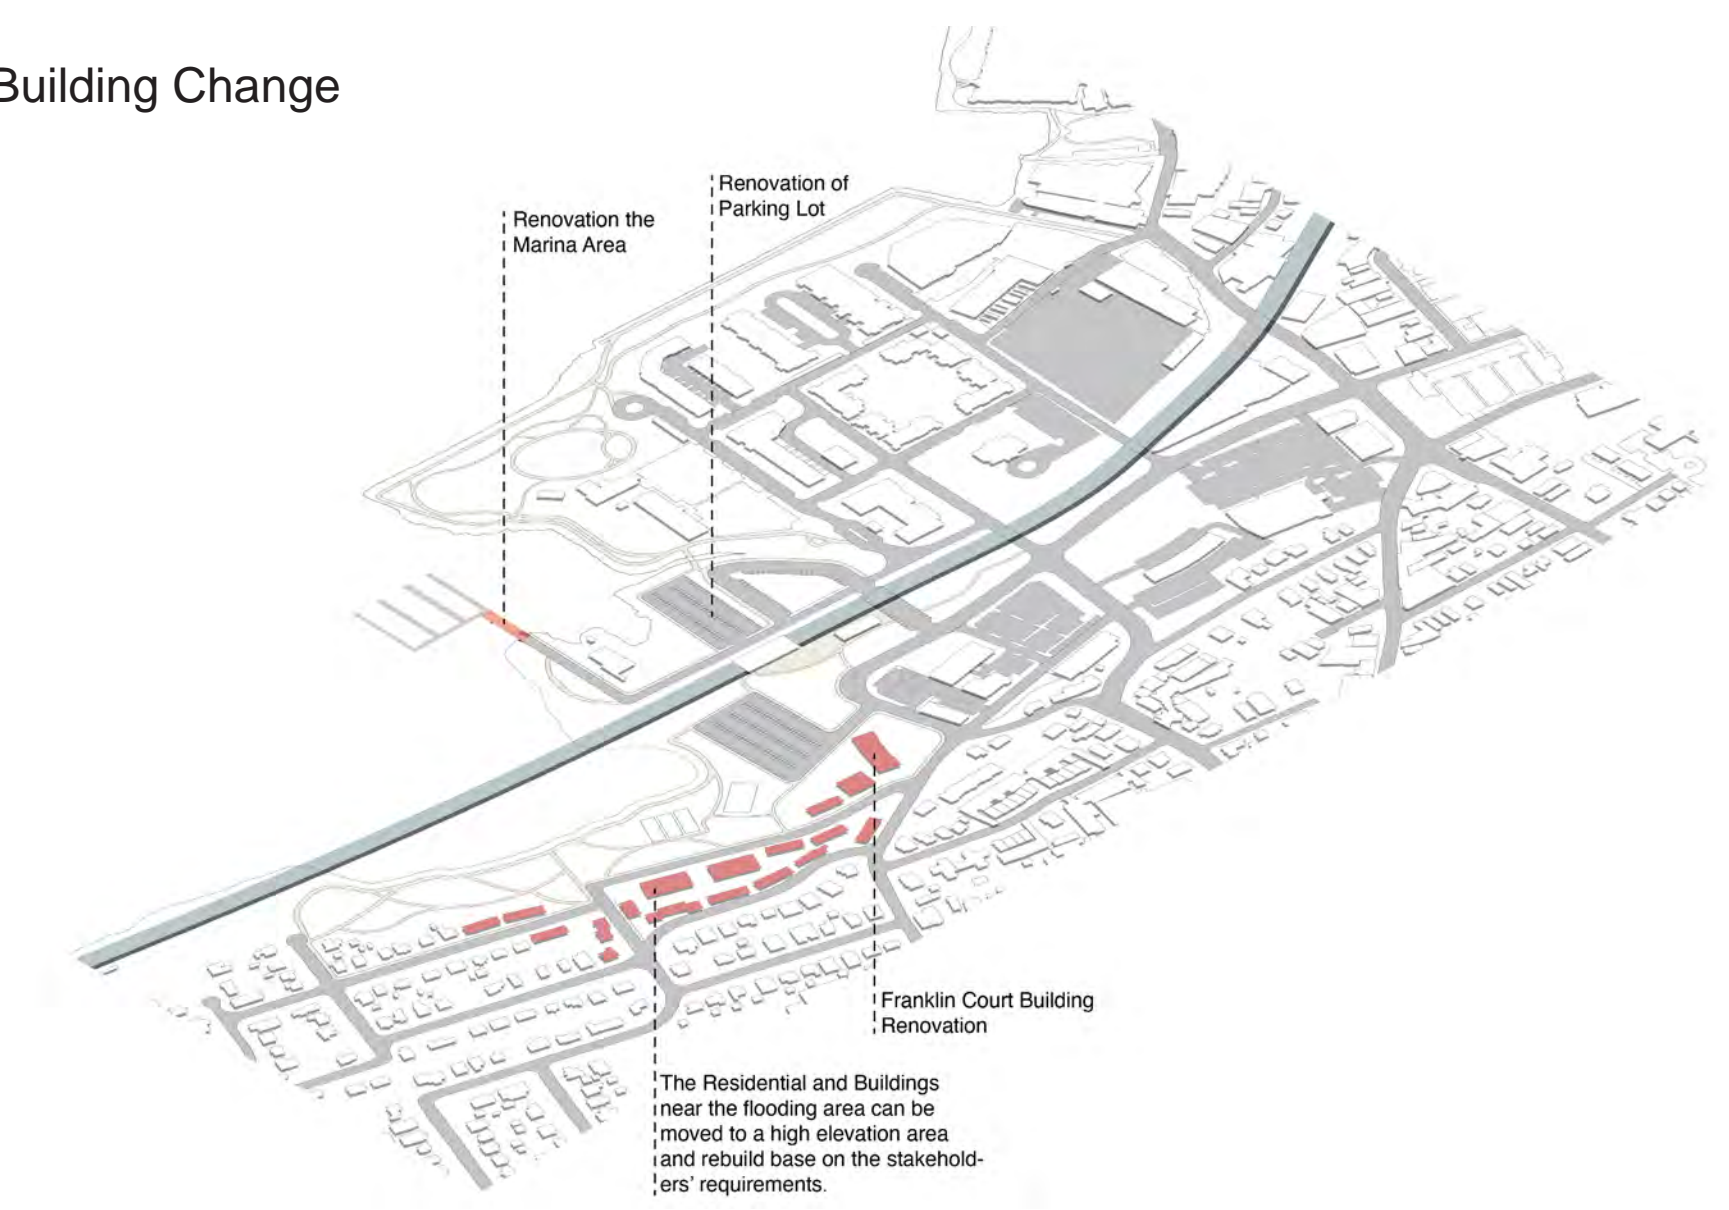 Building Change
Renovation of
Parking Lot
Renovation the
Marina Area
Franklin Court Building
Renovation
The Residential and Buildings
near the flooding area can be
moved to a high elevation area
and rebuild base on the stakehold-
ers' requirements.